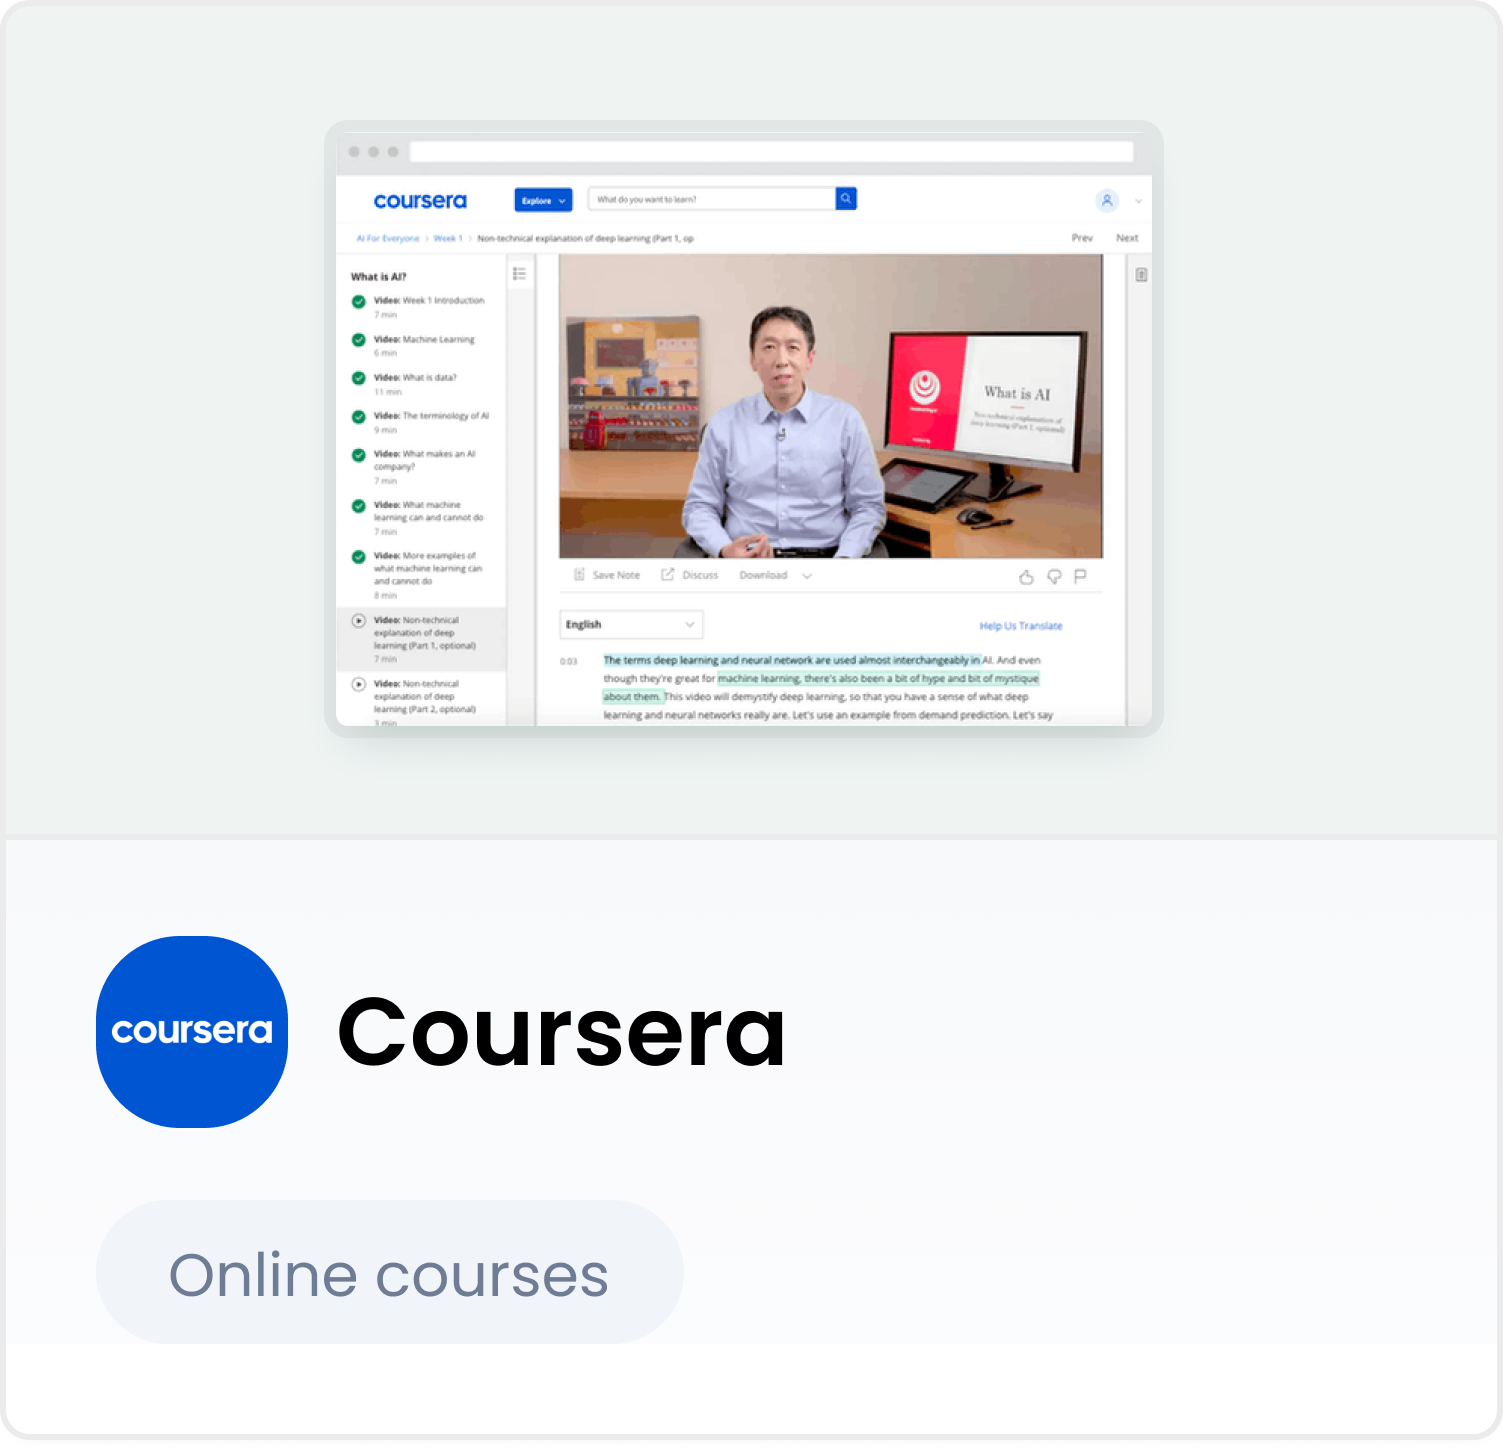 coursera
Explore
What do you want to learn?
AI For Everyone > Week 1 > Non-technical explanation of deep learning (Part 1, op
Prev Next
What is AI?
Video: Week 1 Introduction
7 min
Video: Machine Learning
6 min
Video: What is data?
11 min
Video: The terminology of AI
9 min
Video: What makes an AI
company?
7 min
Video: What machine
learning can and cannot do
7 min
Video: More examples of
what machine learning can
and cannot do
8 min
Video: Non-technical
explanation of deep
learning (Part 1, optional)
7 min
Video: Non-technical
explanation of deep
learning (Part 2, optional)
3 min
What is AI
Non-technical explanation of
deep learning (Part 1, optional)
Save Note Discuss Download
English
Help Us Translate
0:03
The terms deep learning and neural network are used almost interchangeably in AI. And even
though they're great for machine learning, there's also been a bit of hype and bit of mystique
about them. This video will demystify deep learning, so that you have a sense of what deep
learning and neural networks really are. Let's use an example from demand prediction. Let's say
coursera
Coursera
Online courses